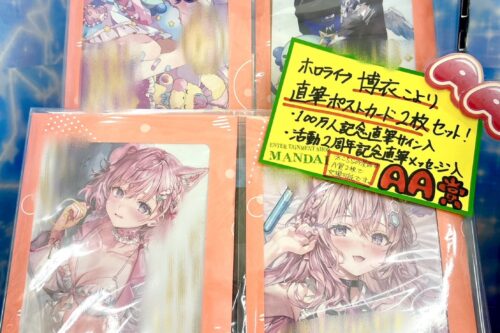 ホロライブ 博衣こより
直筆ポストカード2枚セット!
・100万人記念直筆サイン入
・活動2周年記念直筆メッセージ入
MANDA
AA賞